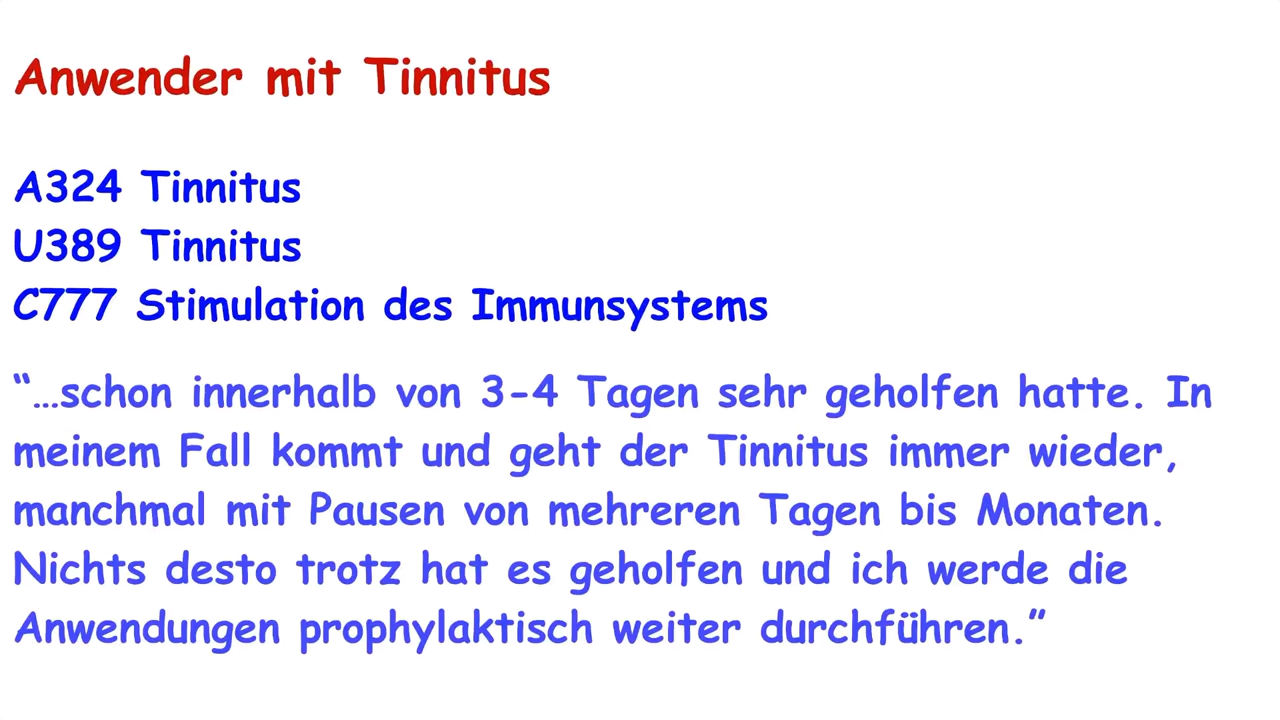 Anwender mit Tinnitus
A324 Tinnitus
U389 Tinnitus
C777 Stimulation des Immunsystems
“…schon innerhalb von 3-4 Tagen sehr geholfen hatte. In
meinem Fall kommt und geht der Tinnitus immer wieder,
manchmal mit Pausen von mehreren Tagen bis Monaten.
Nichts desto trotz hat es geholfen und ich werde die
Anwendungen prophylaktisch weiter durchführen.”